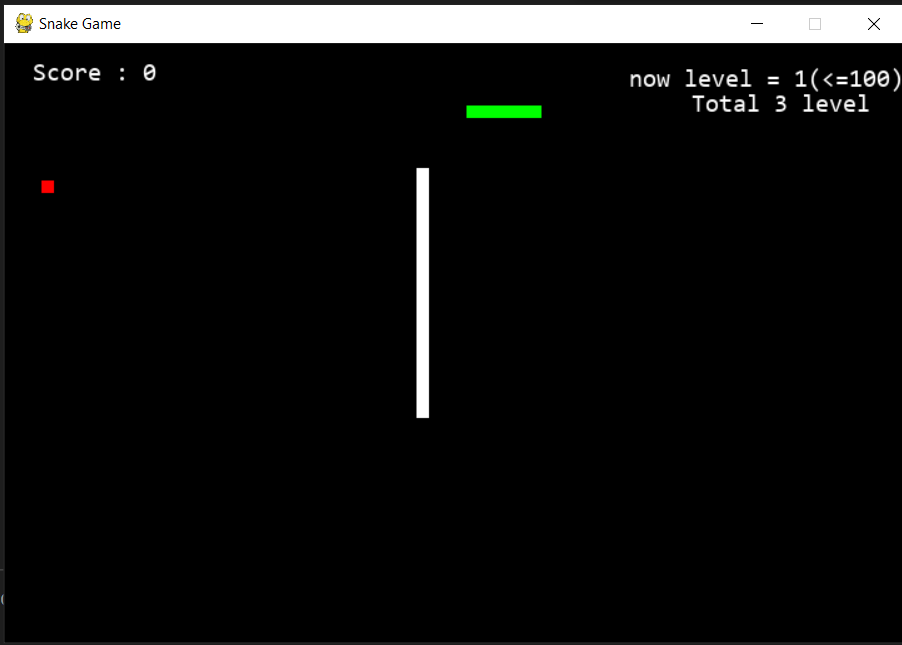 Snake Game
Score : 0
now level = 1(<=100)
Total 3 level